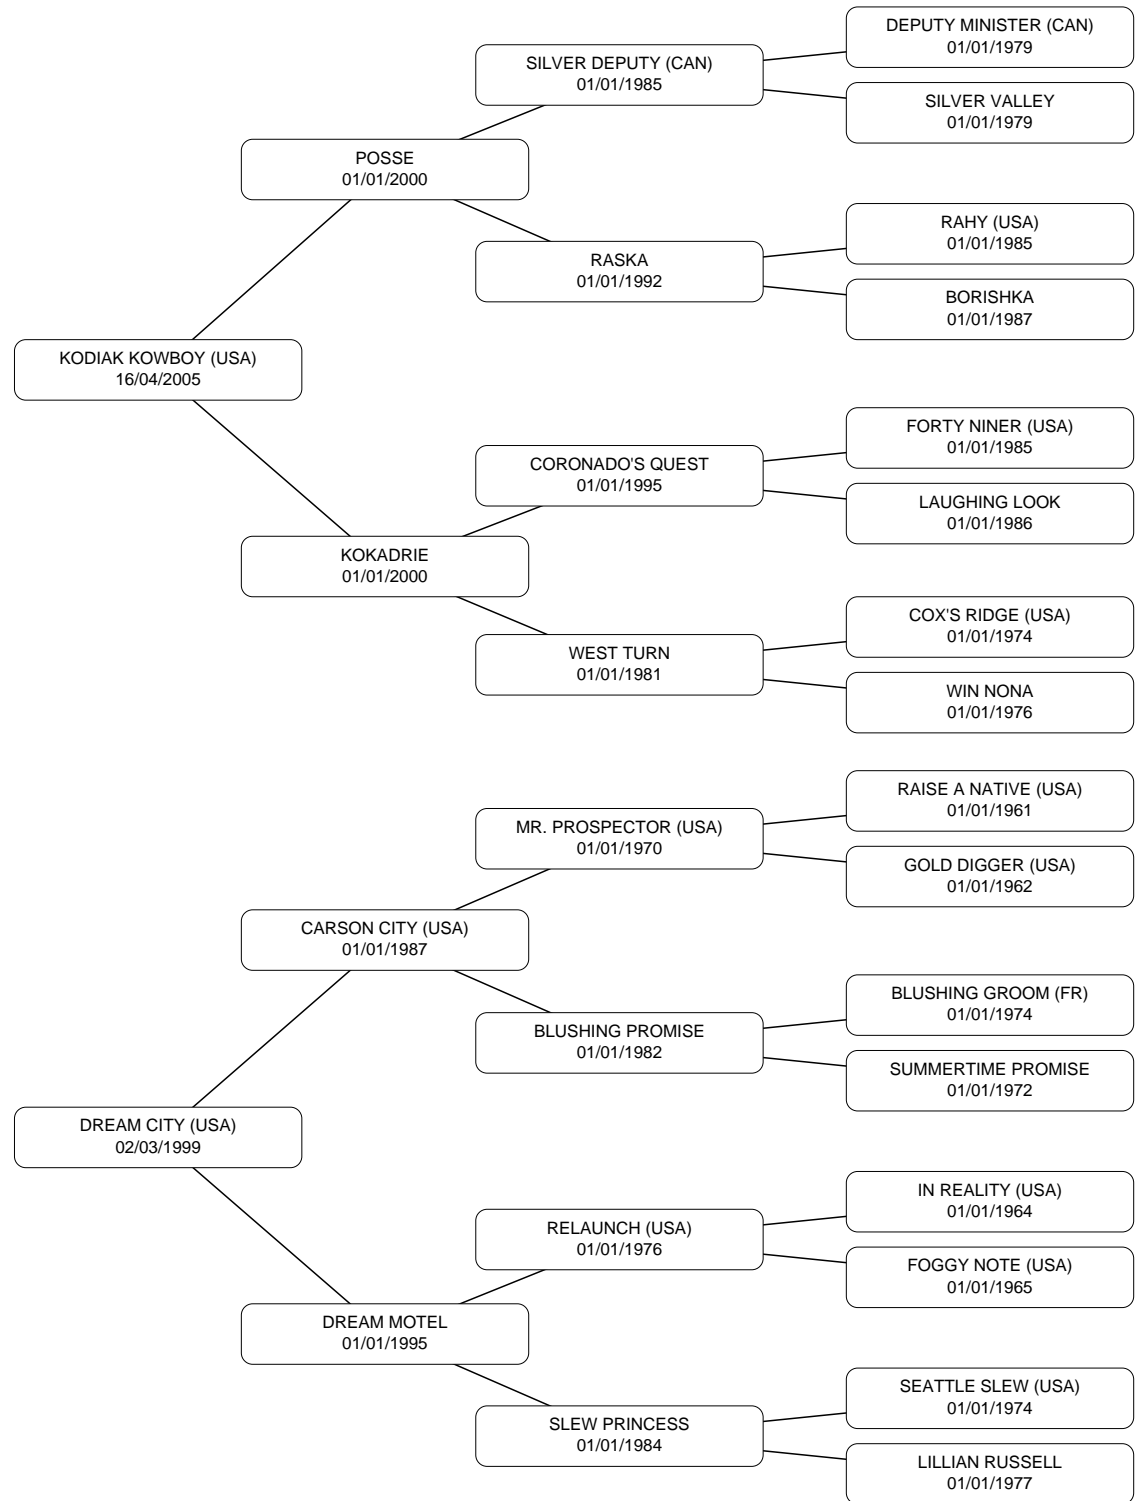 DEPUTY MINISTER (CAN)
01/01/1979
SILVER DEPUTY (CAN)
01/01/1985
SILVER VALLEY
01/01/1979
POSSE
01/01/2000
RAHY (USA)
01/01/1985
RASKA
01/01/1992
BORISHKA
01/01/1987
KODIAK KOWBOY (USA)
16/04/2005
FORTY NINER (USA)
01/01/1985
CORONADO'S QUEST
01/01/1995
LAUGHING LOOK
01/01/1986
KOKADRIE
01/01/2000
COX'S RIDGE (USA)
01/01/1974
WEST TURN
01/01/1981
WIN NONA
01/01/1976
RAISE A NATIVE (USA)
01/01/1961
MR. PROSPECTOR (USA)
01/01/1970
GOLD DIGGER (USA)
01/01/1962
CARSON CITY (USA)
01/01/1987
BLUSHING GROOM (FR)
01/01/1974
BLUSHING PROMISE
01/01/1982
SUMMERTIME PROMISE
01/01/1972
DREAM CITY (USA)
02/03/1999
IN REALITY (USA)
01/01/1964
RELAUNCH (USA)
01/01/1976
FOGGY NOTE (USA)
01/01/1965
DREAM MOTEL
01/01/1995
SEATTLE SLEW (USA)
01/01/1974
SLEW PRINCESS
01/01/1984
LILLIAN RUSSELL
01/01/1977